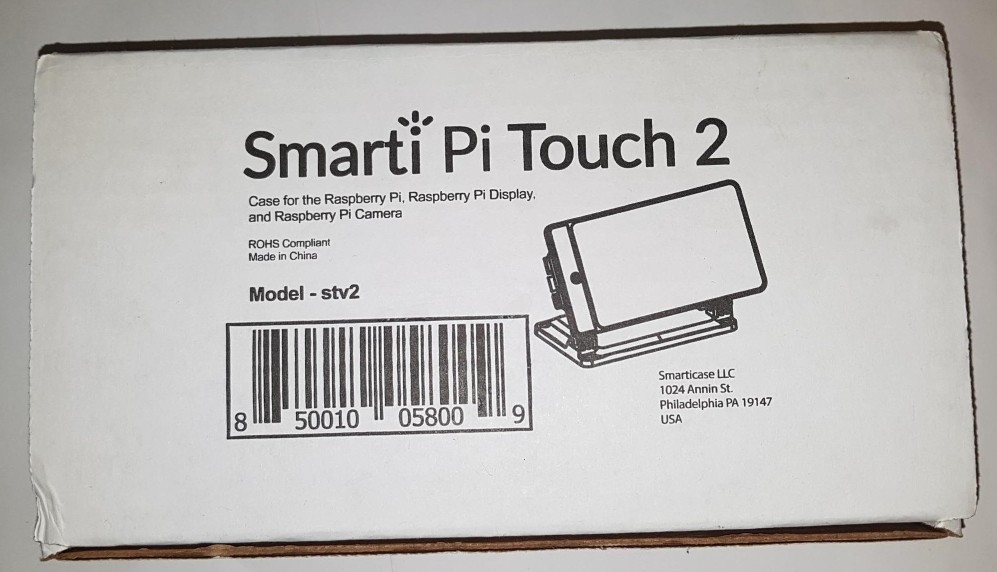 Smarti Pi Touch 2
Case for the Raspberry Pi, Raspberry Pi Display,
and Raspberry Pi Camera
ROHS Compliant
Made in China
Model - stv2
8 50010 05800 9
Smarticase LLC
1024 Annin St.
Philadelphia PA 19147
USA